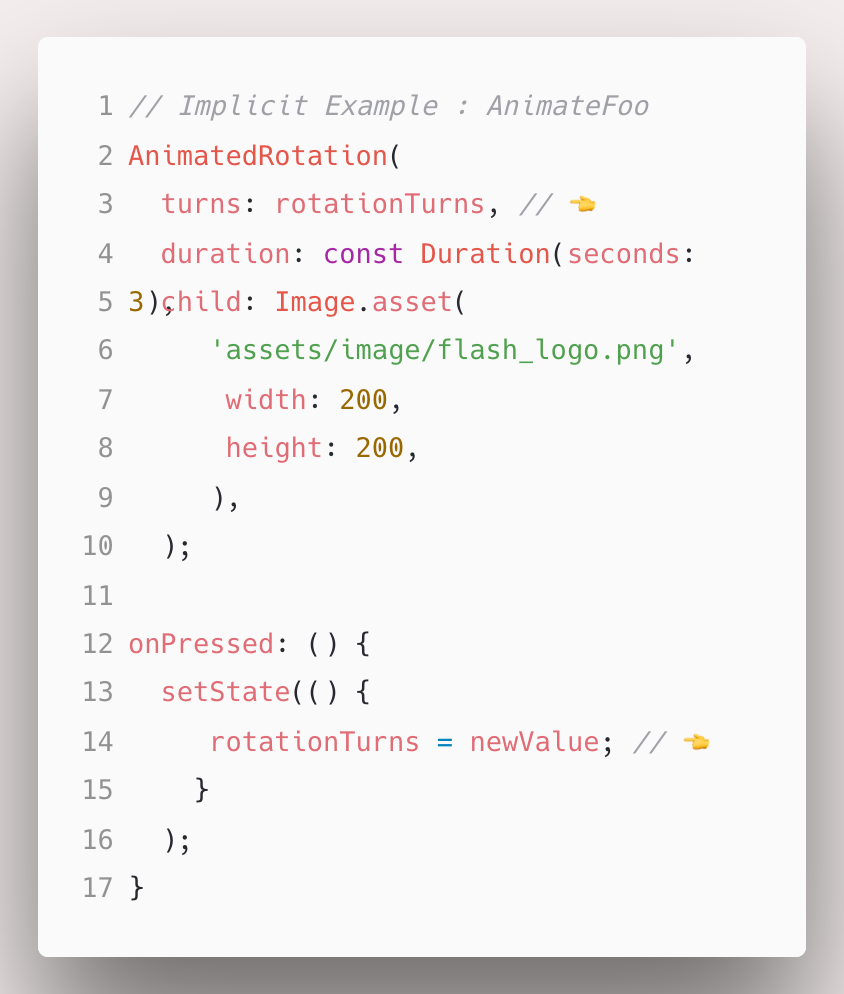 1 // Implicit Example : AnimateFoo
2 AnimatedRotation(
3   turns: rotationTurns, // 👈
4   duration: const Duration(seconds:
5 3),child: Image.asset(
6      'assets/image/flash_logo.png',
7       width: 200,
8       height: 200,
9      ),
10   );
11
12 onPressed: () {
13   setState(() {
14      rotationTurns = newValue; // 👈
15     }
16   );
17 }